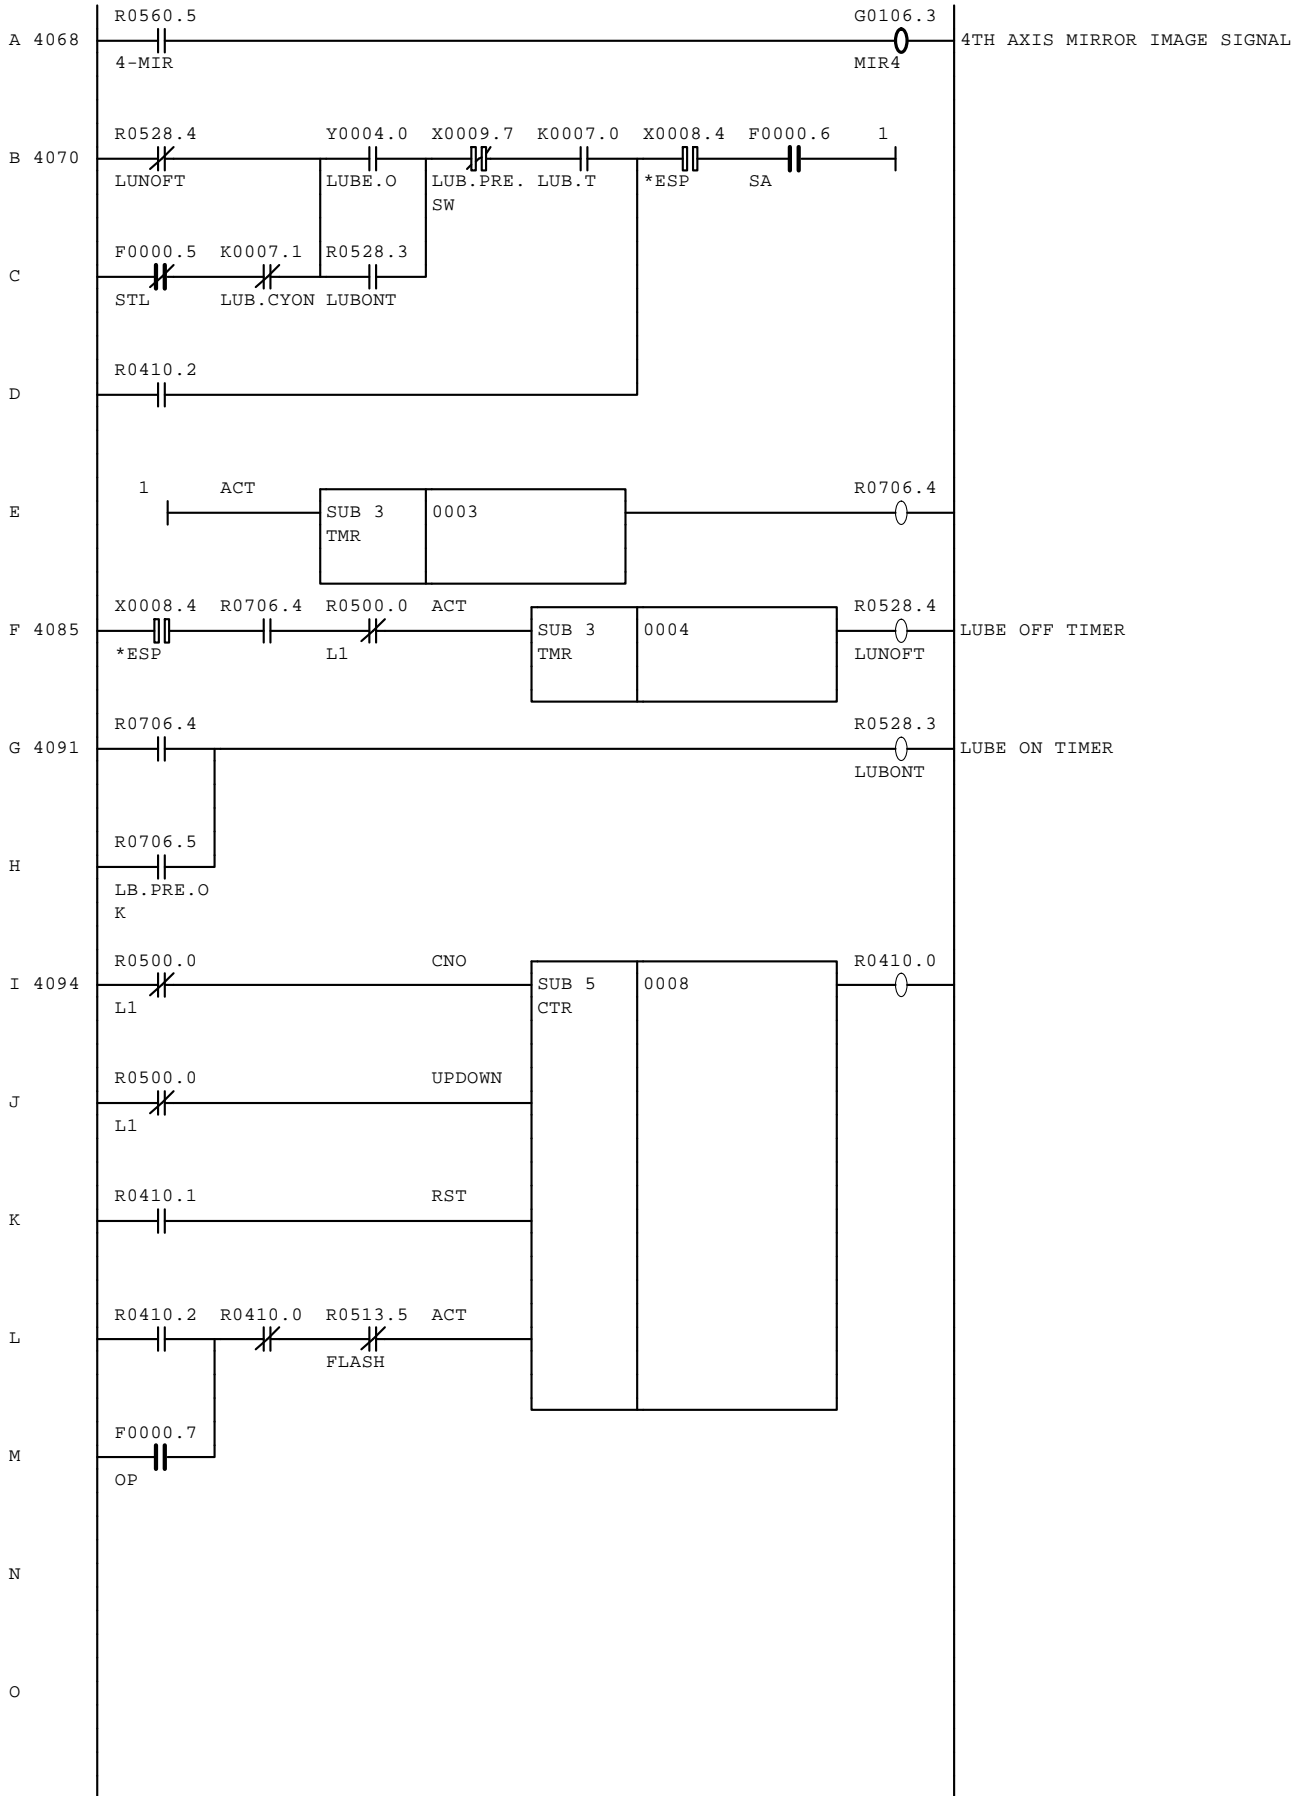 R0560.5 G0106.3
A 4068 4TH AXIS MIRROR IMAGE SIGNAL
4-MIR MIR4
R0528.4 Y0004.0 X0009.7 K0007.0 X0008.4 F0000.6 1
B 4070
LUNOFT LUBE.O LUB.PRE. LUB.T *ESP SA
SW
F0000.5 K0007.1 R0528.3
C
STL LUB.CYON LUBONT
R0410.2
D
1 ACT R0706.4
E SUB 3 0003
TMR
X0008.4 R0706.4 R0500.0 ACT R0528.4
F 4085 SUB 3 0004 LUBE OFF TIMER
*ESP L1 TMR LUNOFT
R0706.4 R0528.3
G 4091 LUBE ON TIMER
LUBONT
R0706.5
H
LB.PRE.O
K
R0500.0 CNO R0410.0
I 4094 SUB 5 0008
L1 CTR
R0500.0 UPDOWN
J
L1
R0410.1 RST
K
R0410.2 R0410.0 R0513.5 ACT
L
FLASH
F0000.7
M
OP
N
O